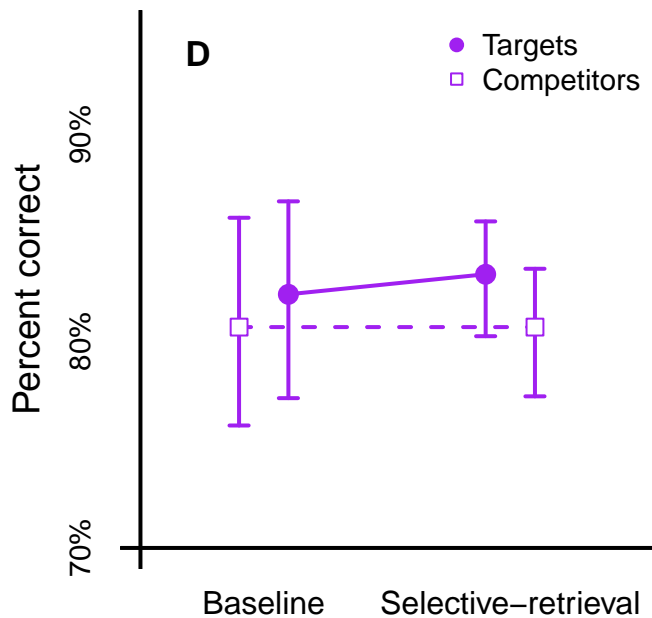 D
Targets
Competitors
Percent correct
90%
80%
70%
Baseline
Selective−retrieval